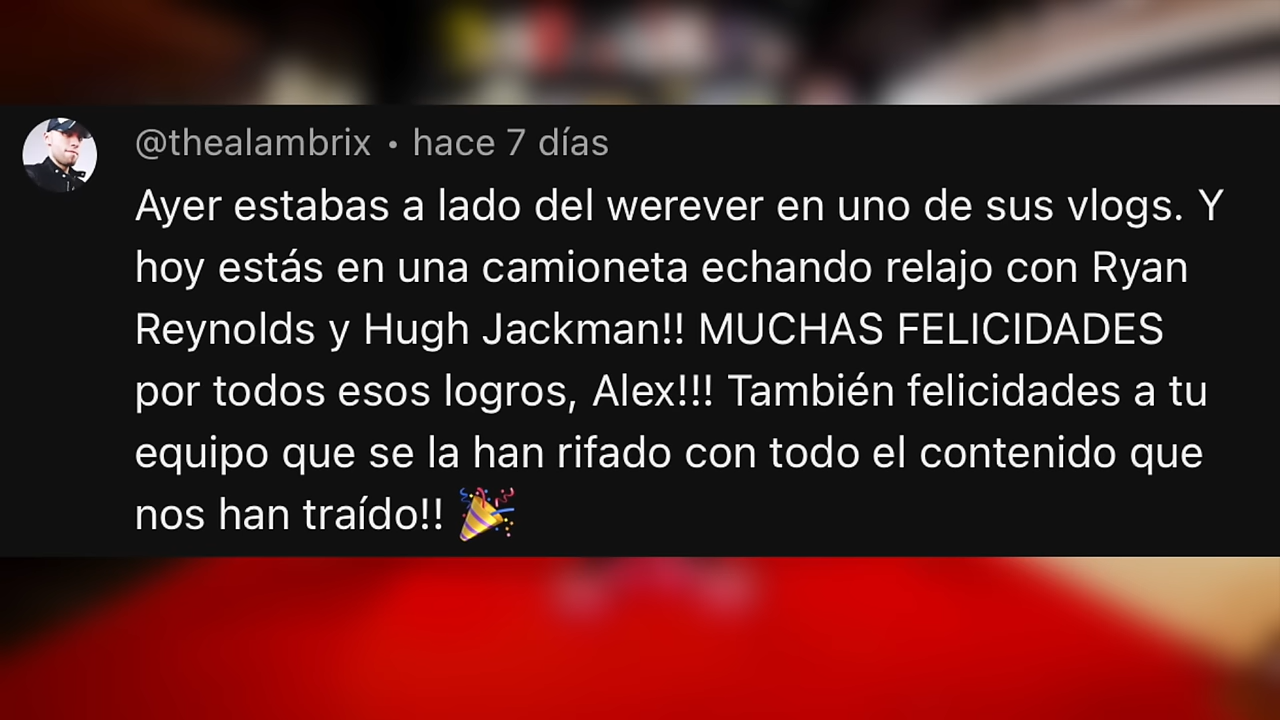 @thealambrix • hace 7 días
Ayer estabas a lado del werever en uno de sus vlogs. Y
hoy estás en una camioneta echando relajo con Ryan
Reynolds y Hugh Jackman!! MUCHAS FELICIDADES
por todos esos logros, Alex!!! También felicidades a tu
equipo que se la han rifado con todo el contenido que
nos han traído!! 🎉